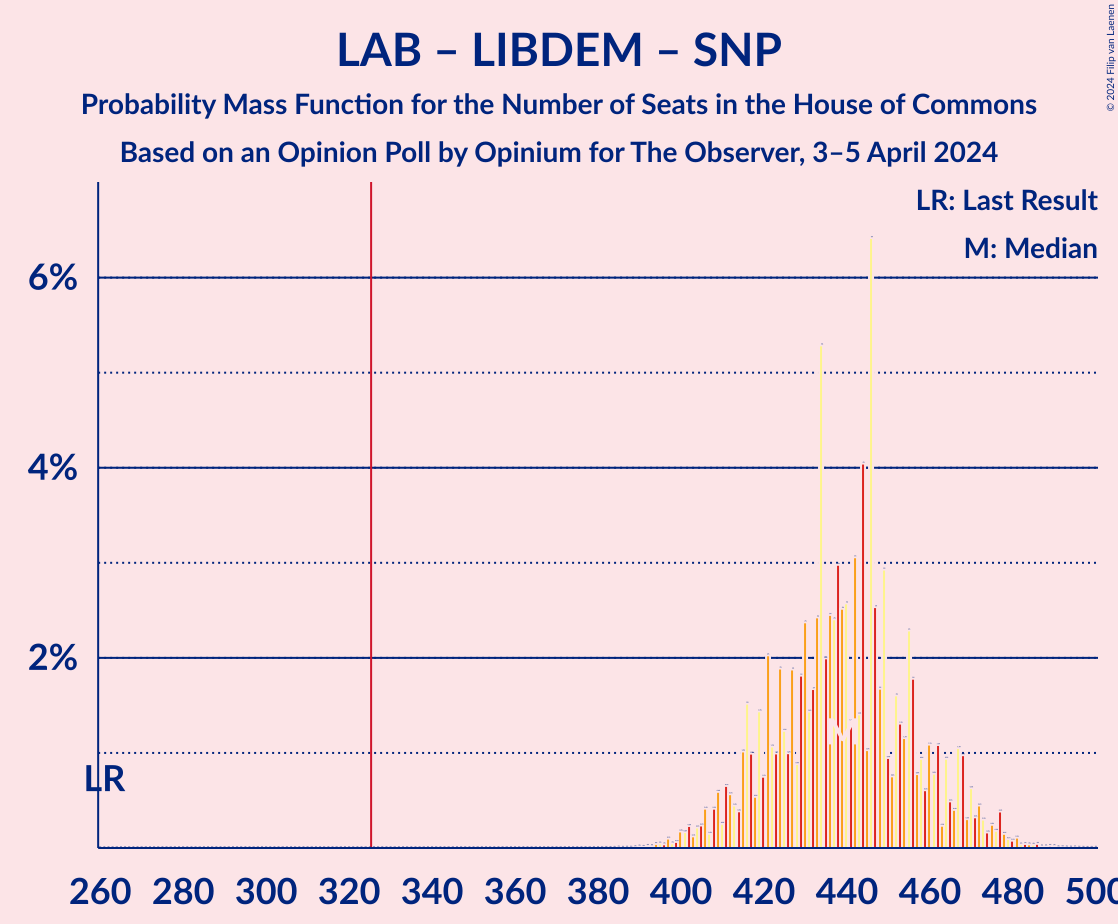 LAB – LIBDEM – SNP
Probability Mass Function for the Number of Seats in the House of Commons
Based on an Opinion Poll by Opinium for The Observer, 3–5 April 2024
© 2024 Filip van Laenen
LR: Last Result
M: Median
6%
4%
2%
LR
M
260 280 300 320 340 360 380 400 420 440 460 480 500